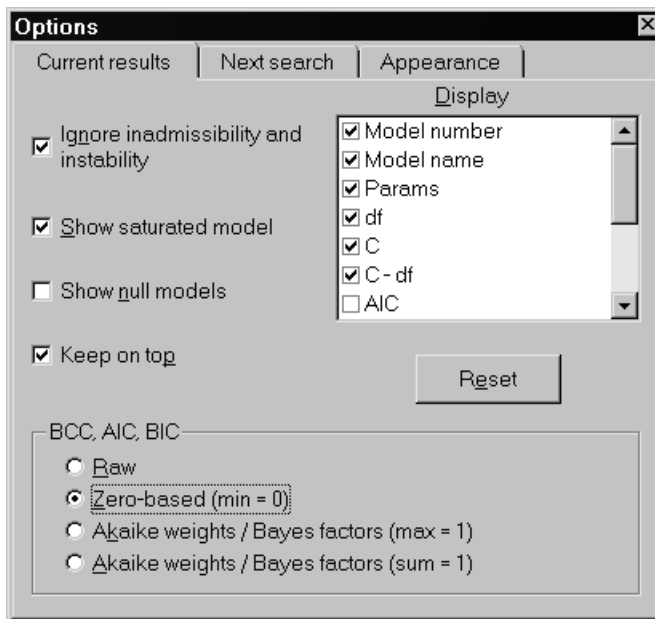 Options
Current results
Next search
Appearance
Ignore inadmissibility and
instability
Show saturated model
Show null models
Keep on top
Display
Model number
Model name
Params
df
C
C - df
AIC
Reset
BCC, AIC, BIC
Raw
Zero-based (min = 0)
Akaike weights / Bayes factors (max = 1)
Akaike weights / Bayes factors (sum = 1)